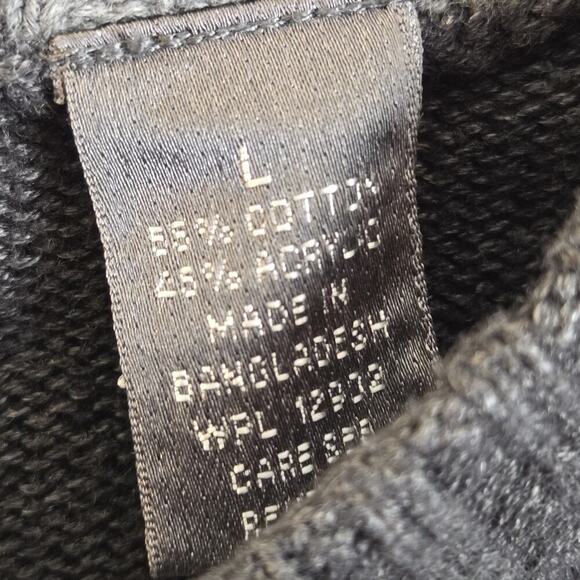 L
55% COTTON
45% ACRYLIC
MADE IN
BANGLADESH
WPL
CARE